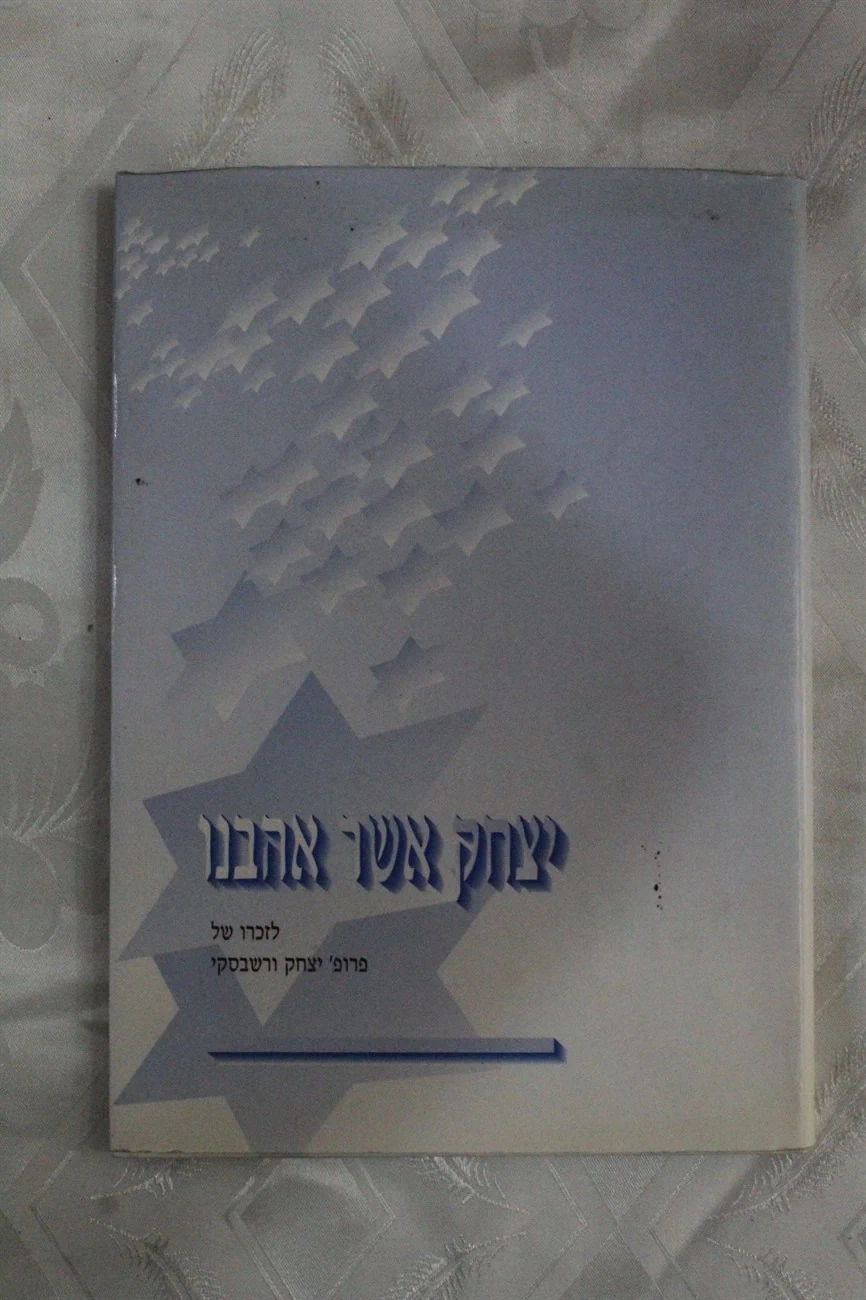 יצחק אשר אהבנו
לזכרו של
פרופ' יצחק ורשבסקי